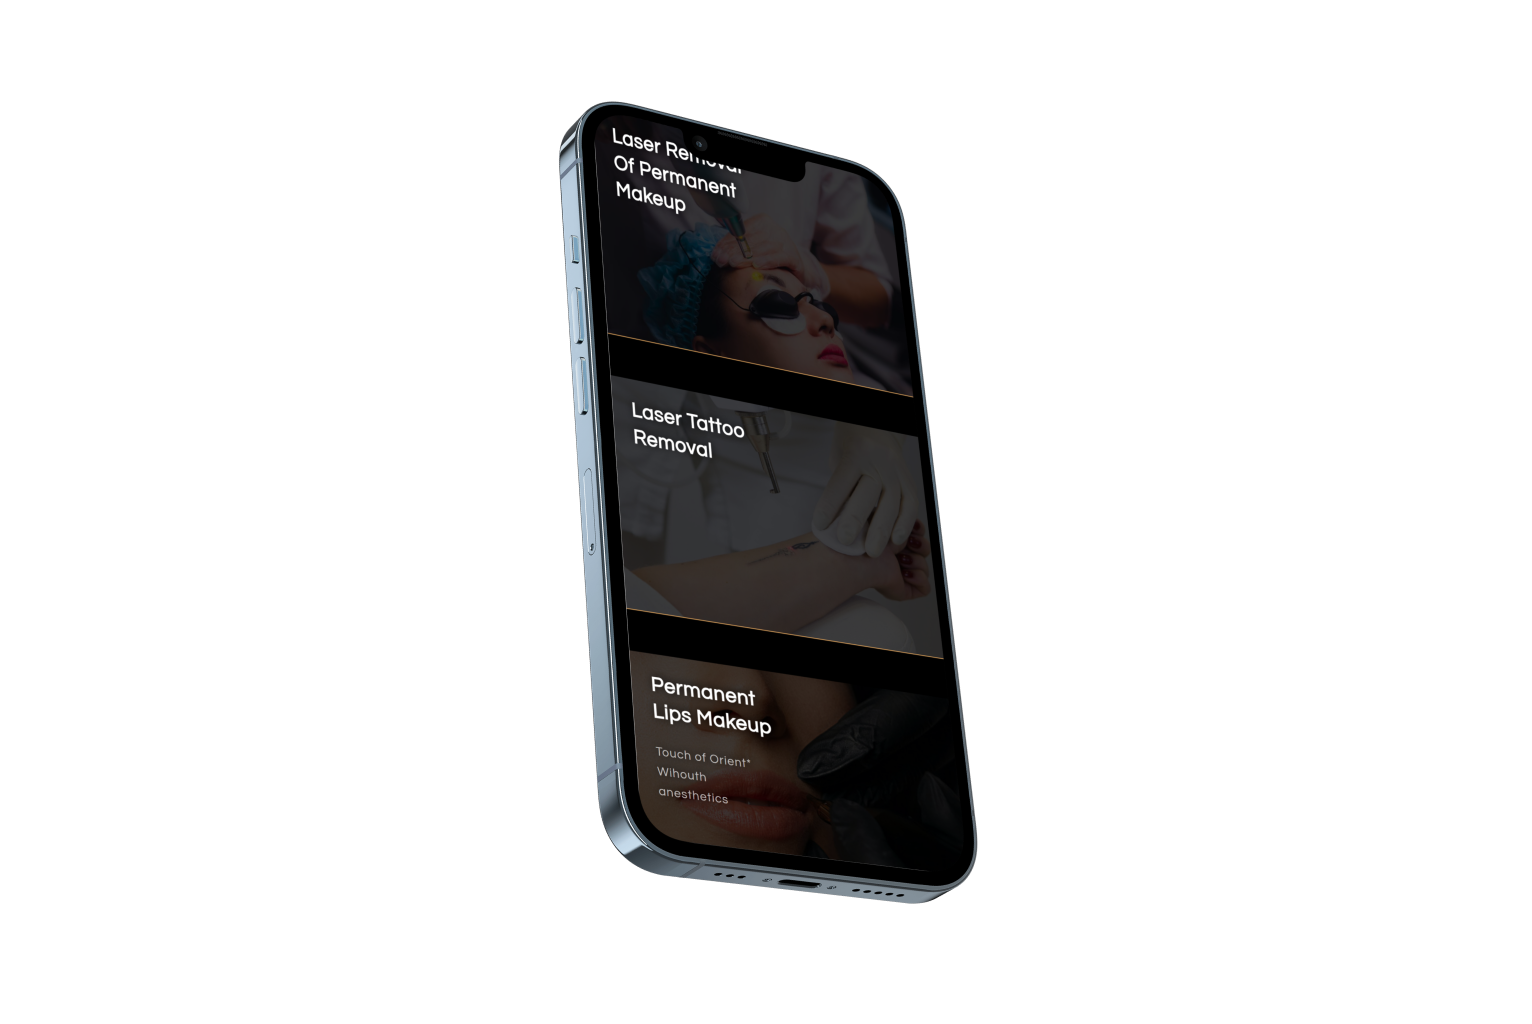 Laser Removal
Of Permanent
Makeup
Laser Tattoo
Removal
Permanent
Lips Makeup
Touch of Orient*
Wihouth
anesthetics